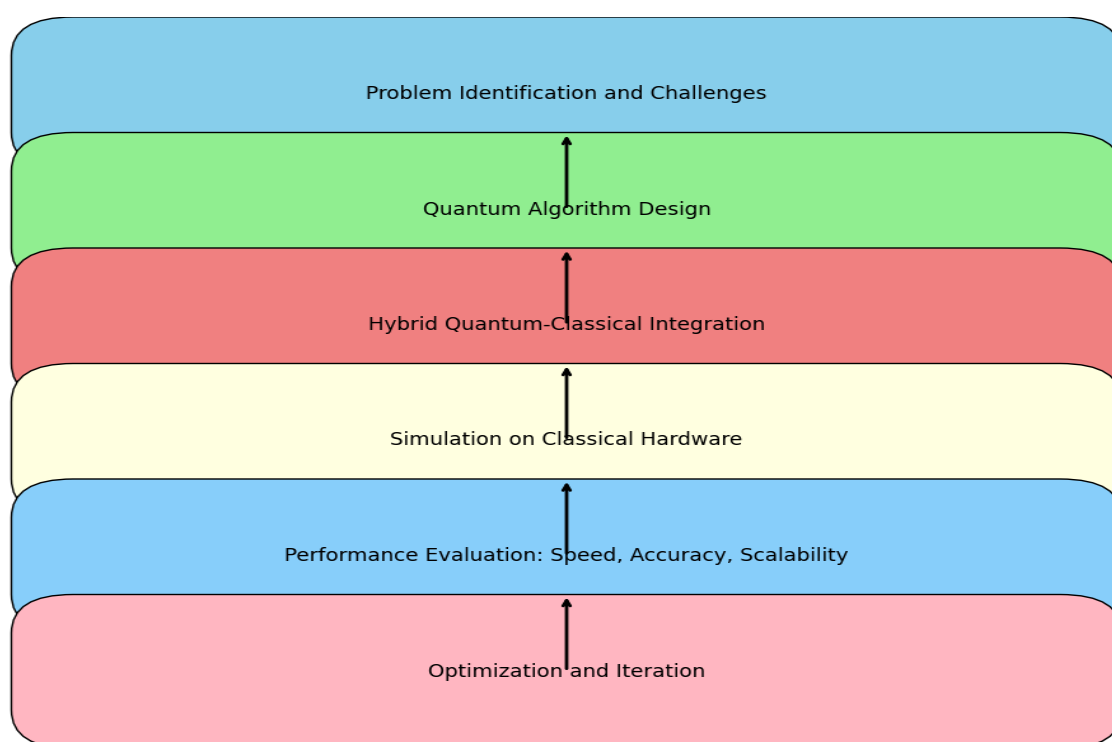 Problem Identification and Challenges
Quantum Algorithm Design
Hybrid Quantum-Classical Integration
Simulation on Classical Hardware
Performance Evaluation: Speed, Accuracy, Scalability
Optimization and Iteration